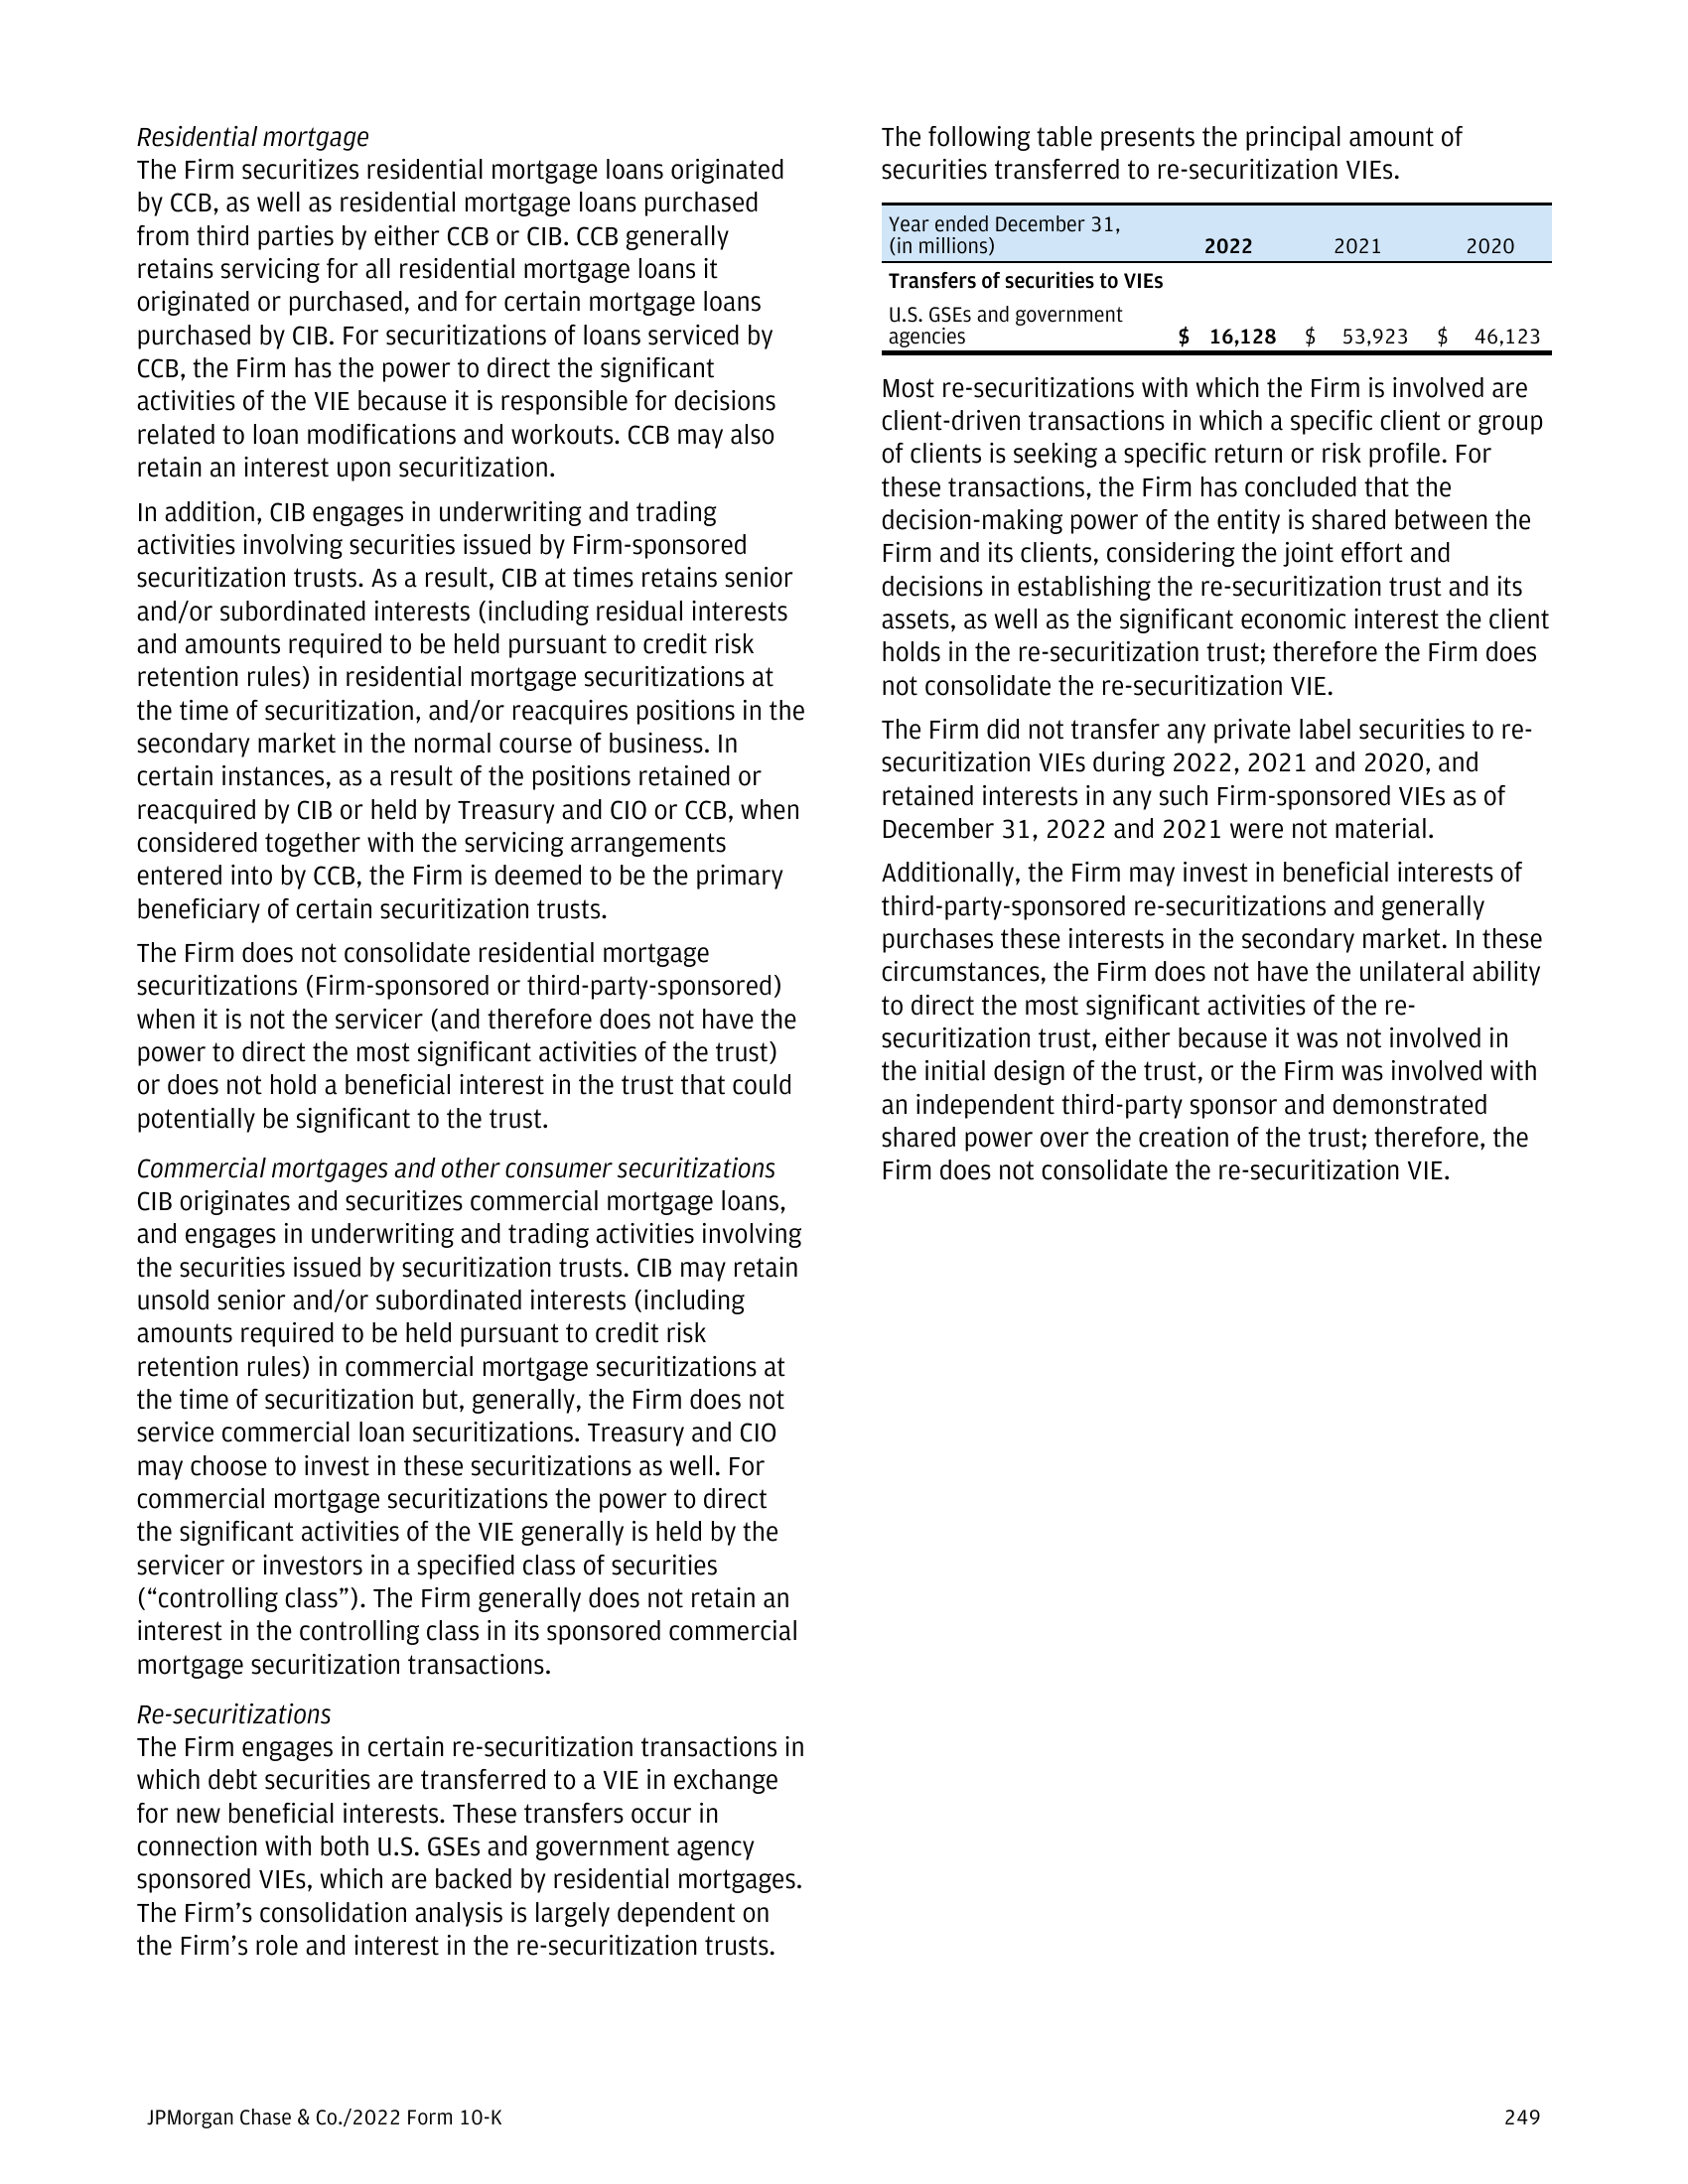 Residential mortgage
The Firm securitizes residential mortgage loans originated
by CCB, as well as residential mortgage loans purchased
from third parties by either CCB or CIB. CCB generally
retains servicing for all residential mortgage loans it
originated or purchased, and for certain mortgage loans
purchased by CIB. For securitizations of loans serviced by
CCB, the Firm has the power to direct the significant
activities of the VIE because it is responsible for decisions
related to loan modifications and workouts. CCB may also
retain an interest upon securitization.
In addition, CIB engages in underwriting and trading
activities involving securities issued by Firm-sponsored
securitization trusts. As a result, CIB at times retains senior
and/or subordinated interests (including residual interests
and amounts required to be held pursuant to credit risk
retention rules) in residential mortgage securitizations at
the time of securitization, and/or reacquires positions in the
secondary market in the normal course of business. In
certain instances, as a result of the positions retained or
reacquired by CIB or held by Treasury and CIO or CCB, when
considered together with the servicing arrangements
entered into by CCB, the Firm is deemed to be the primary
beneficiary of certain securitization trusts.
The Firm does not consolidate residential mortgage
securitizations (Firm-sponsored or third-party-sponsored)
when it is not the servicer (and therefore does not have the
power to direct the most significant activities of the trust)
or does not hold a beneficial interest in the trust that could
potentially be significant to the trust.
Commercial mortgages and other consumer securitizations
CIB originates and securitizes commercial mortgage loans,
and engages in underwriting and trading activities involving
the securities issued by securitization trusts. CIB may retain
unsold senior and/or subordinated interests (including
amounts required to be held pursuant to credit risk
retention rules) in commercial mortgage securitizations at
the time of securitization but, generally, the Firm does not
service commercial loan securitizations. Treasury and CIO
may choose to invest in these securitizations as well. For
commercial mortgage securitizations the power to direct
the significant activities of the VIE generally is held by the
servicer or investors in a specified class of securities
(“controlling class”). The Firm generally does not retain an
interest in the controlling class in its sponsored commercial
mortgage securitization transactions.
Re-securitizations
The Firm engages in certain re-securitization transactions in
which debt securities are transferred to a VIE in exchange
for new beneficial interests. These transfers occur in
connection with both U.S. GSEs and government agency
sponsored VIEs, which are backed by residential mortgages.
The Firm’s consolidation analysis is largely dependent on
the Firm’s role and interest in the re-securitization trusts.
The following table presents the principal amount of
securities transferred to re-securitization VIEs.
Year ended December 31,
(in millions) 2022 2021 2020
Transfers of securities to VIEs
U.S. GSEs and government
agencies $ 16,128 $ 53,923 $ 46,123
Most re-securitizations with which the Firm is involved are
client-driven transactions in which a specific client or group
of clients is seeking a specific return or risk profile. For
these transactions, the Firm has concluded that the
decision-making power of the entity is shared between the
Firm and its clients, considering the joint effort and
decisions in establishing the re-securitization trust and its
assets, as well as the significant economic interest the client
holds in the re-securitization trust; therefore the Firm does
not consolidate the re-securitization VIE.
The Firm did not transfer any private label securities to re-
securitization VIEs during 2022, 2021 and 2020, and
retained interests in any such Firm-sponsored VIEs as of
December 31, 2022 and 2021 were not material.
Additionally, the Firm may invest in beneficial interests of
third-party-sponsored re-securitizations and generally
purchases these interests in the secondary market. In these
circumstances, the Firm does not have the unilateral ability
to direct the most significant activities of the re-
securitization trust, either because it was not involved in
the initial design of the trust, or the Firm was involved with
an independent third-party sponsor and demonstrated
shared power over the creation of the trust; therefore, the
Firm does not consolidate the re-securitization VIE.
JPMorgan Chase & Co./2022 Form 10-K 249